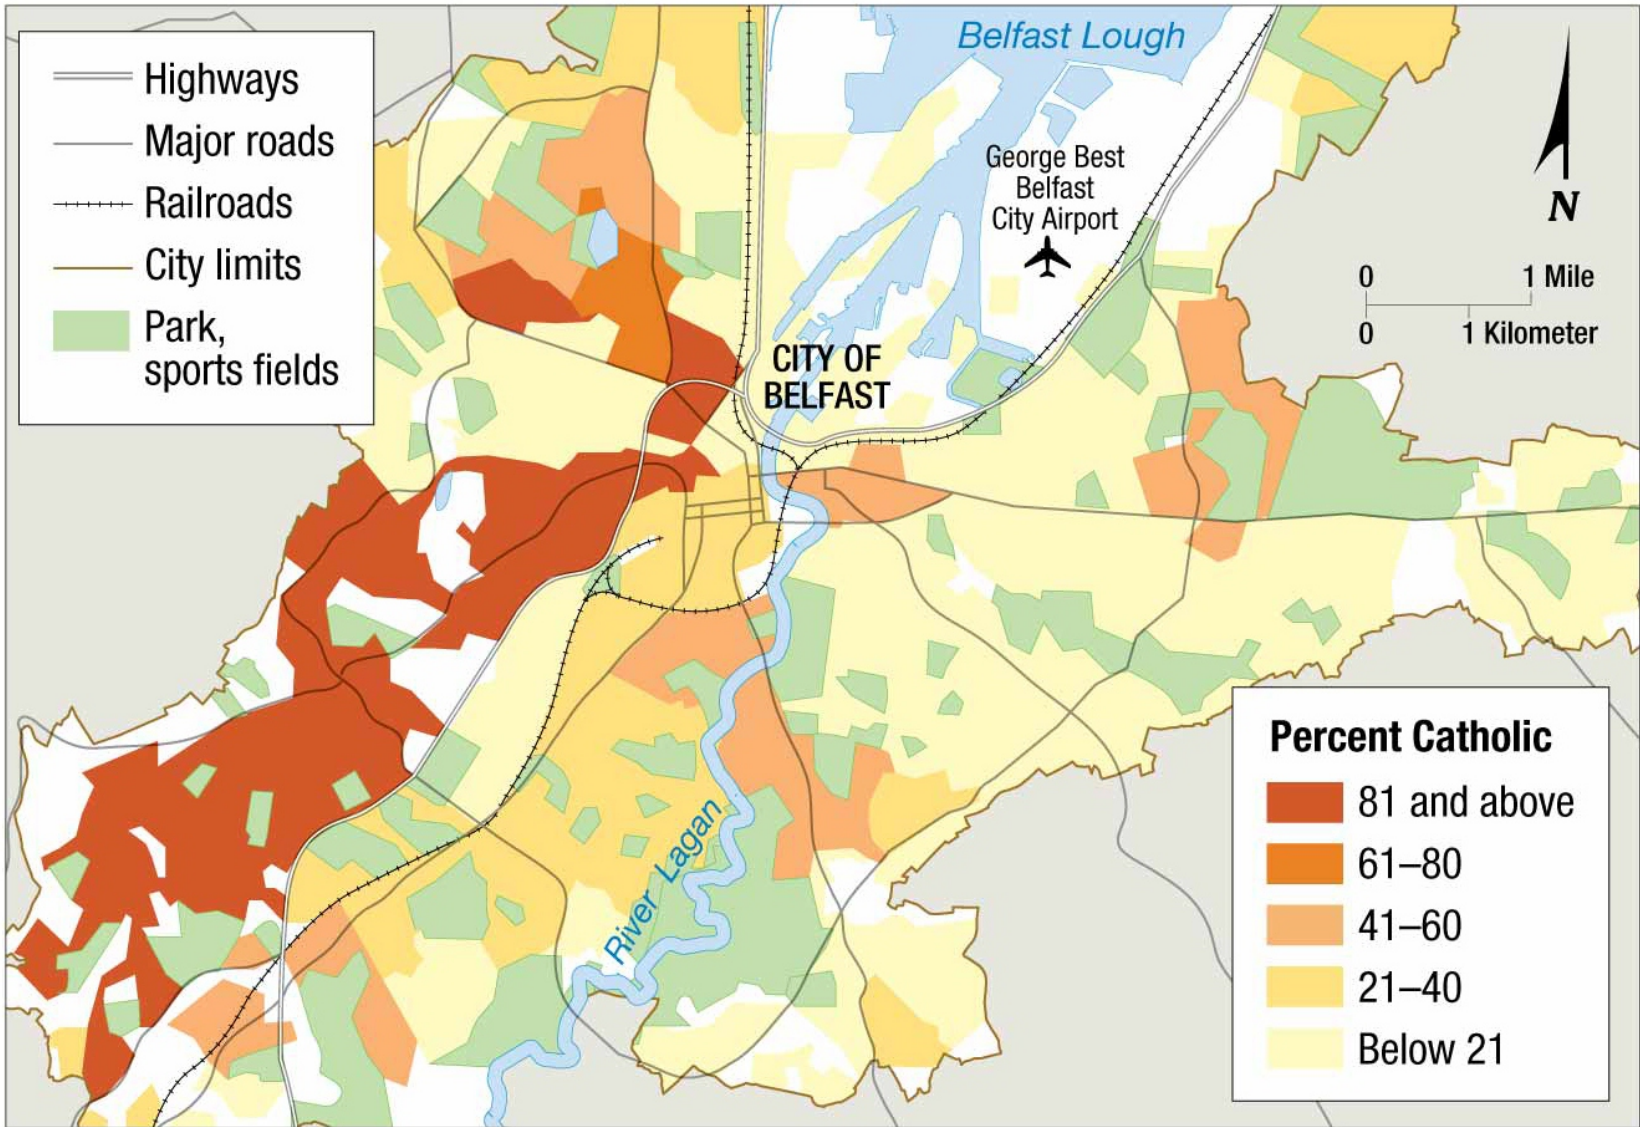 Highways
Major roads
Railroads
City limits
Park,
sports fields
Belfast Lough
George Best
Belfast
City Airport
N
0 1 Mile
0 1 Kilometer
CITY OF
BELFAST
River Lagan
Percent Catholic
81 and above
61–80
41–60
21–40
Below 21